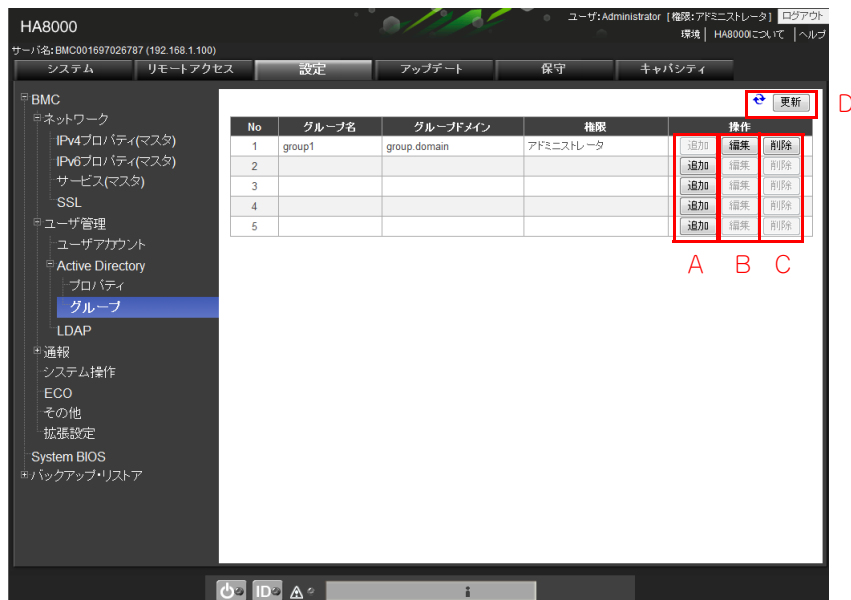 HA8000
ユーザ:Administrator [権限:アドミニストレータ] ログアウト
環境 | HA8000について | ヘルプ
サーバ名:BMC001697026787 (192.168.1.100)
システム リモートアクセス 設定 アップデート 保守 キャパシティ
BMC
ネットワーク
IPv4プロパティ(マスタ)
IPv6プロパティ(マスタ)
サービス(マスタ)
SSL
ユーザ管理
ユーザアカウント
Active Directory
プロパティ
グループ
LDAP
通報
システム操作
ECO
その他
拡張設定
System BIOS
バックアップ・リストア
更新 D
No グループ名 グループドメイン 権限 操作
1 group1 group.domain アドミニストレータ 追加 編集 削除
2 追加 編集 削除
3 追加 編集 削除
4 追加 編集 削除
5 追加 編集 削除
A B C
ID